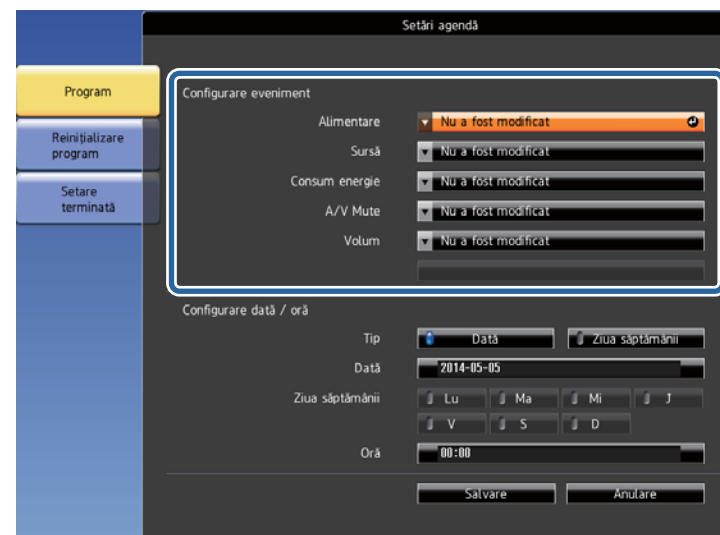 Setări agendă
Program
Reinițializare
program
Setare
terminată
Configurare eveniment
Alimentare Nu a fost modificat
Sursă Nu a fost modificat
Consum energie Nu a fost modificat
A/V Mute Nu a fost modificat
Volum Nu a fost modificat
Configurare dată / oră
Tip Dată Ziua săptămânii
Dată 2014-05-05
Ziua săptămânii Lu Ma Mi J
V S D
Oră 00:00
Salvare Anulare